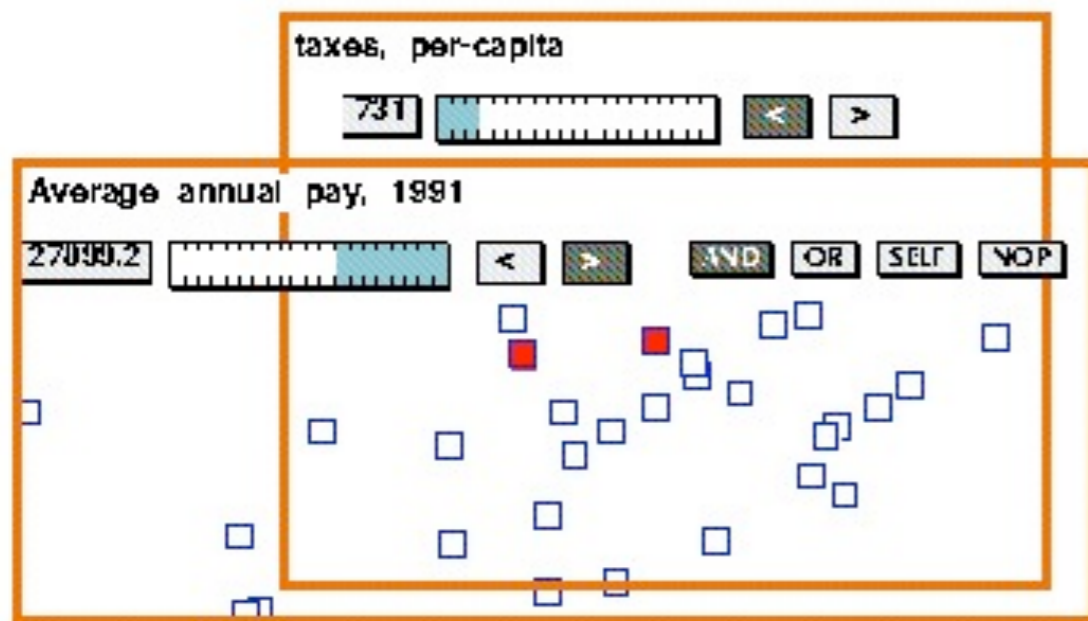 taxes, per-capita
731 < >
Average annual pay, 1991
27099.2 < > AND OR SELF NOP